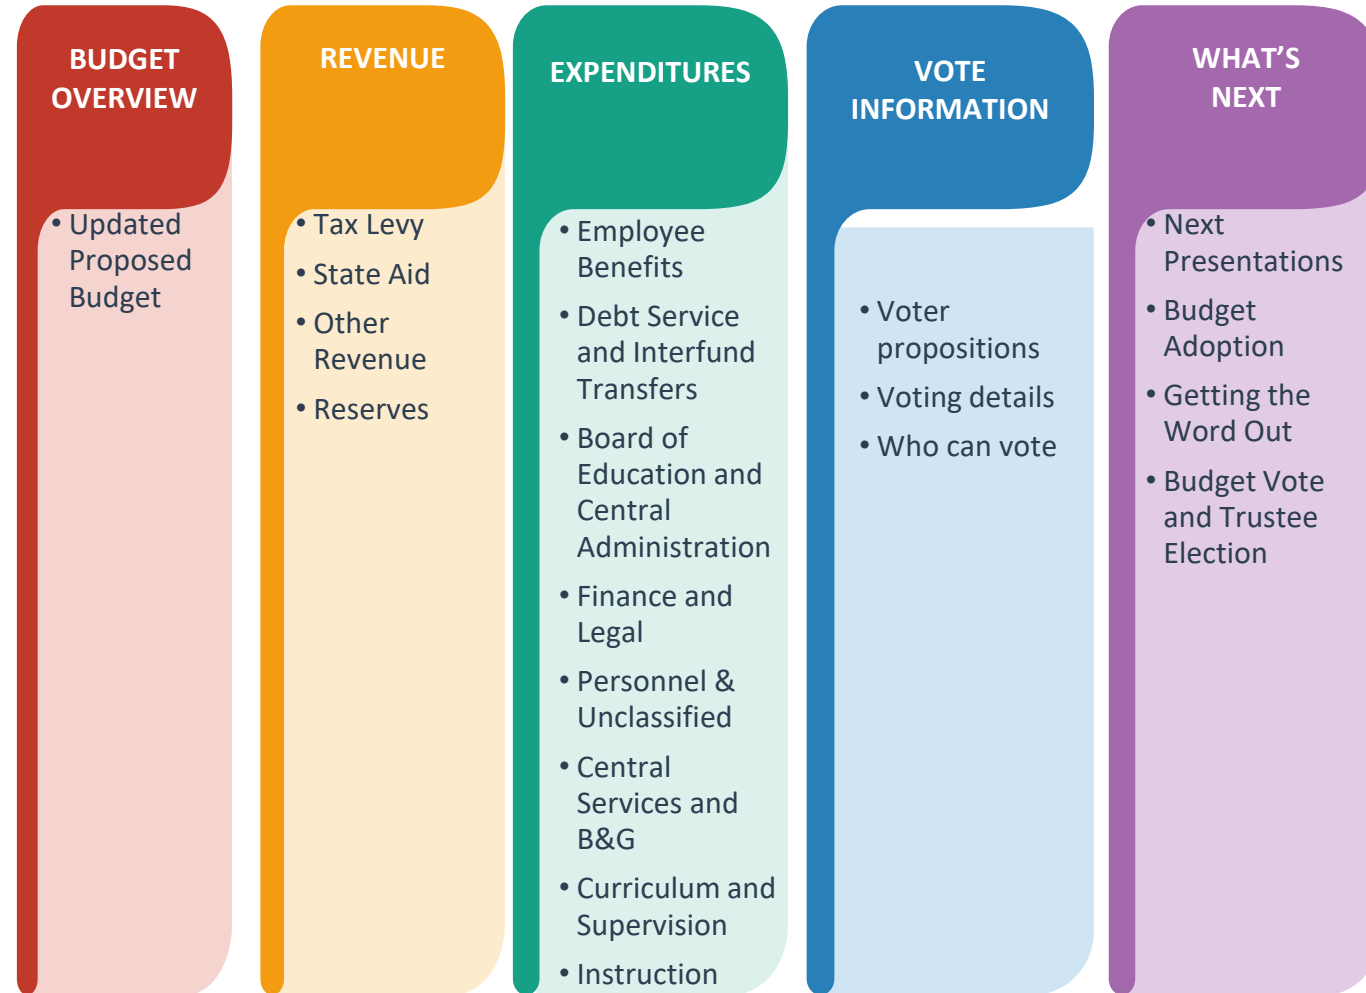 BUDGET
OVERVIEW
• Updated
Proposed
Budget
REVENUE
• Tax Levy
• State Aid
• Other
Revenue
• Reserves
EXPENDITURES
• Employee
Benefits
• Debt Service
and Interfund
Transfers
• Board of
Education and
Central
Administration
• Finance and
Legal
• Personnel &
Unclassified
• Central
Services and
B&G
• Curriculum and
Supervision
• Instruction
VOTE
INFORMATION
• Voter
propositions
• Voting details
• Who can vote
WHAT’S
NEXT
• Next
Presentations
• Budget
Adoption
• Getting the
Word Out
• Budget Vote
and Trustee
Election